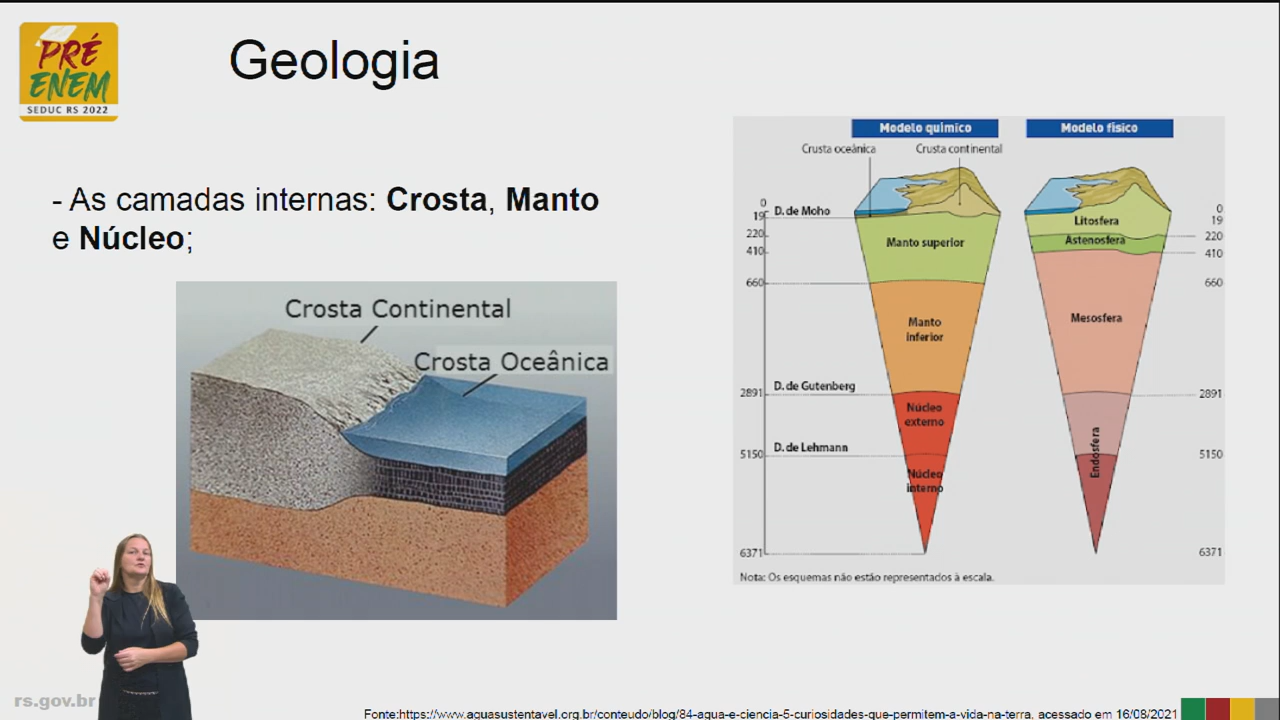 PRÉ
ENEM
SEDUC RS 2022
Geologia
- As camadas internas: Crosta, Manto
e Núcleo;
Crosta Continental
Crosta Oceânica
Modelo químico
Modelo físico
Crusta oceânica
Crusta continental
0
19
220
410
660
2891
5150
6371
D. de Moho
D. de Gutenberg
D. de Lehmann
Manto superior
Manto
inferior
Núcleo
externo
Núcleo
interno
Litosfera
Astenosfera
Mesosfera
Endosfera
0
19
220
410
660
2891
5150
6371
Nota: Os esquemas não estão representados à escala.
rs.gov.br
Fonte:https://www.aguasustentavel.org.br/conteudo/blog/84-agua-e-ciencia-5-curiosidades-que-permitem-a-vida-na-terra, acessado em 16/08/2021